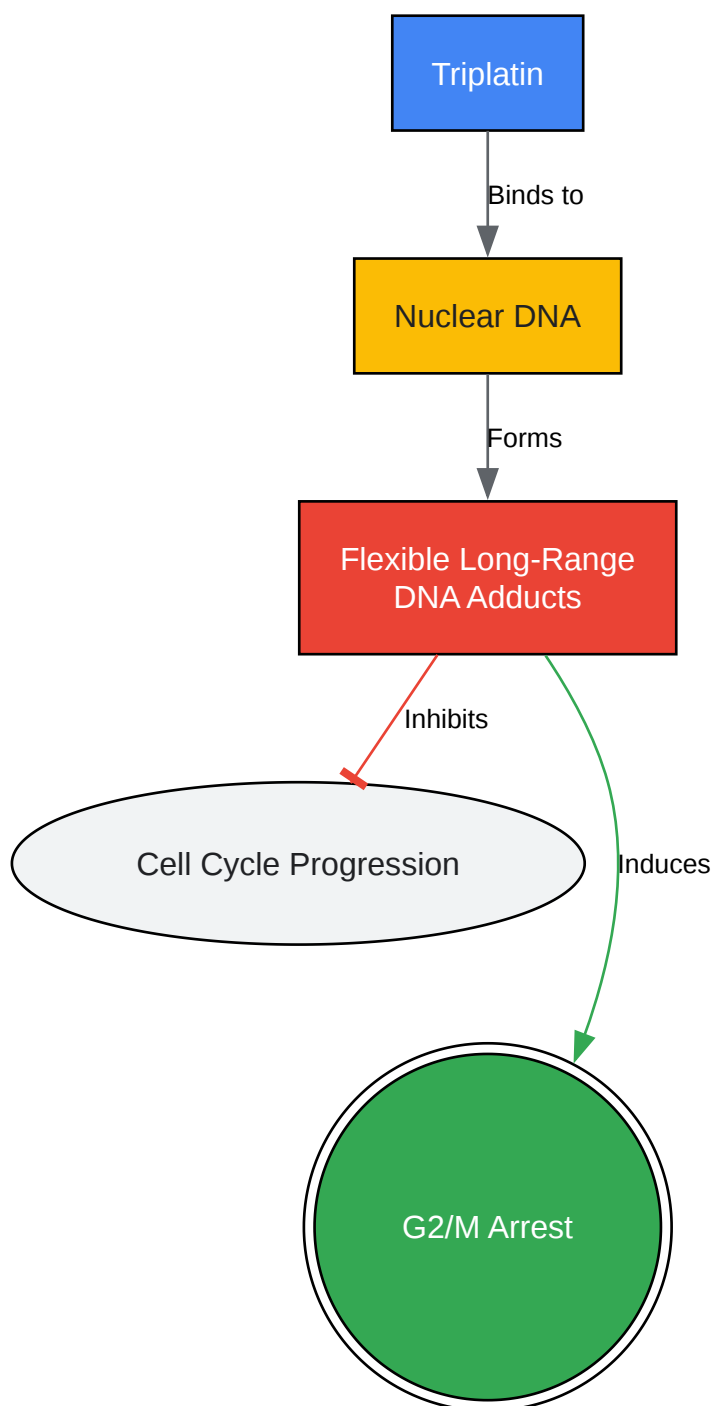 Triplatin
Binds to
Nuclear DNA
Forms
Flexible Long-Range
DNA Adducts
Inhibits
Cell Cycle Progression
Induces
G2/M Arrest